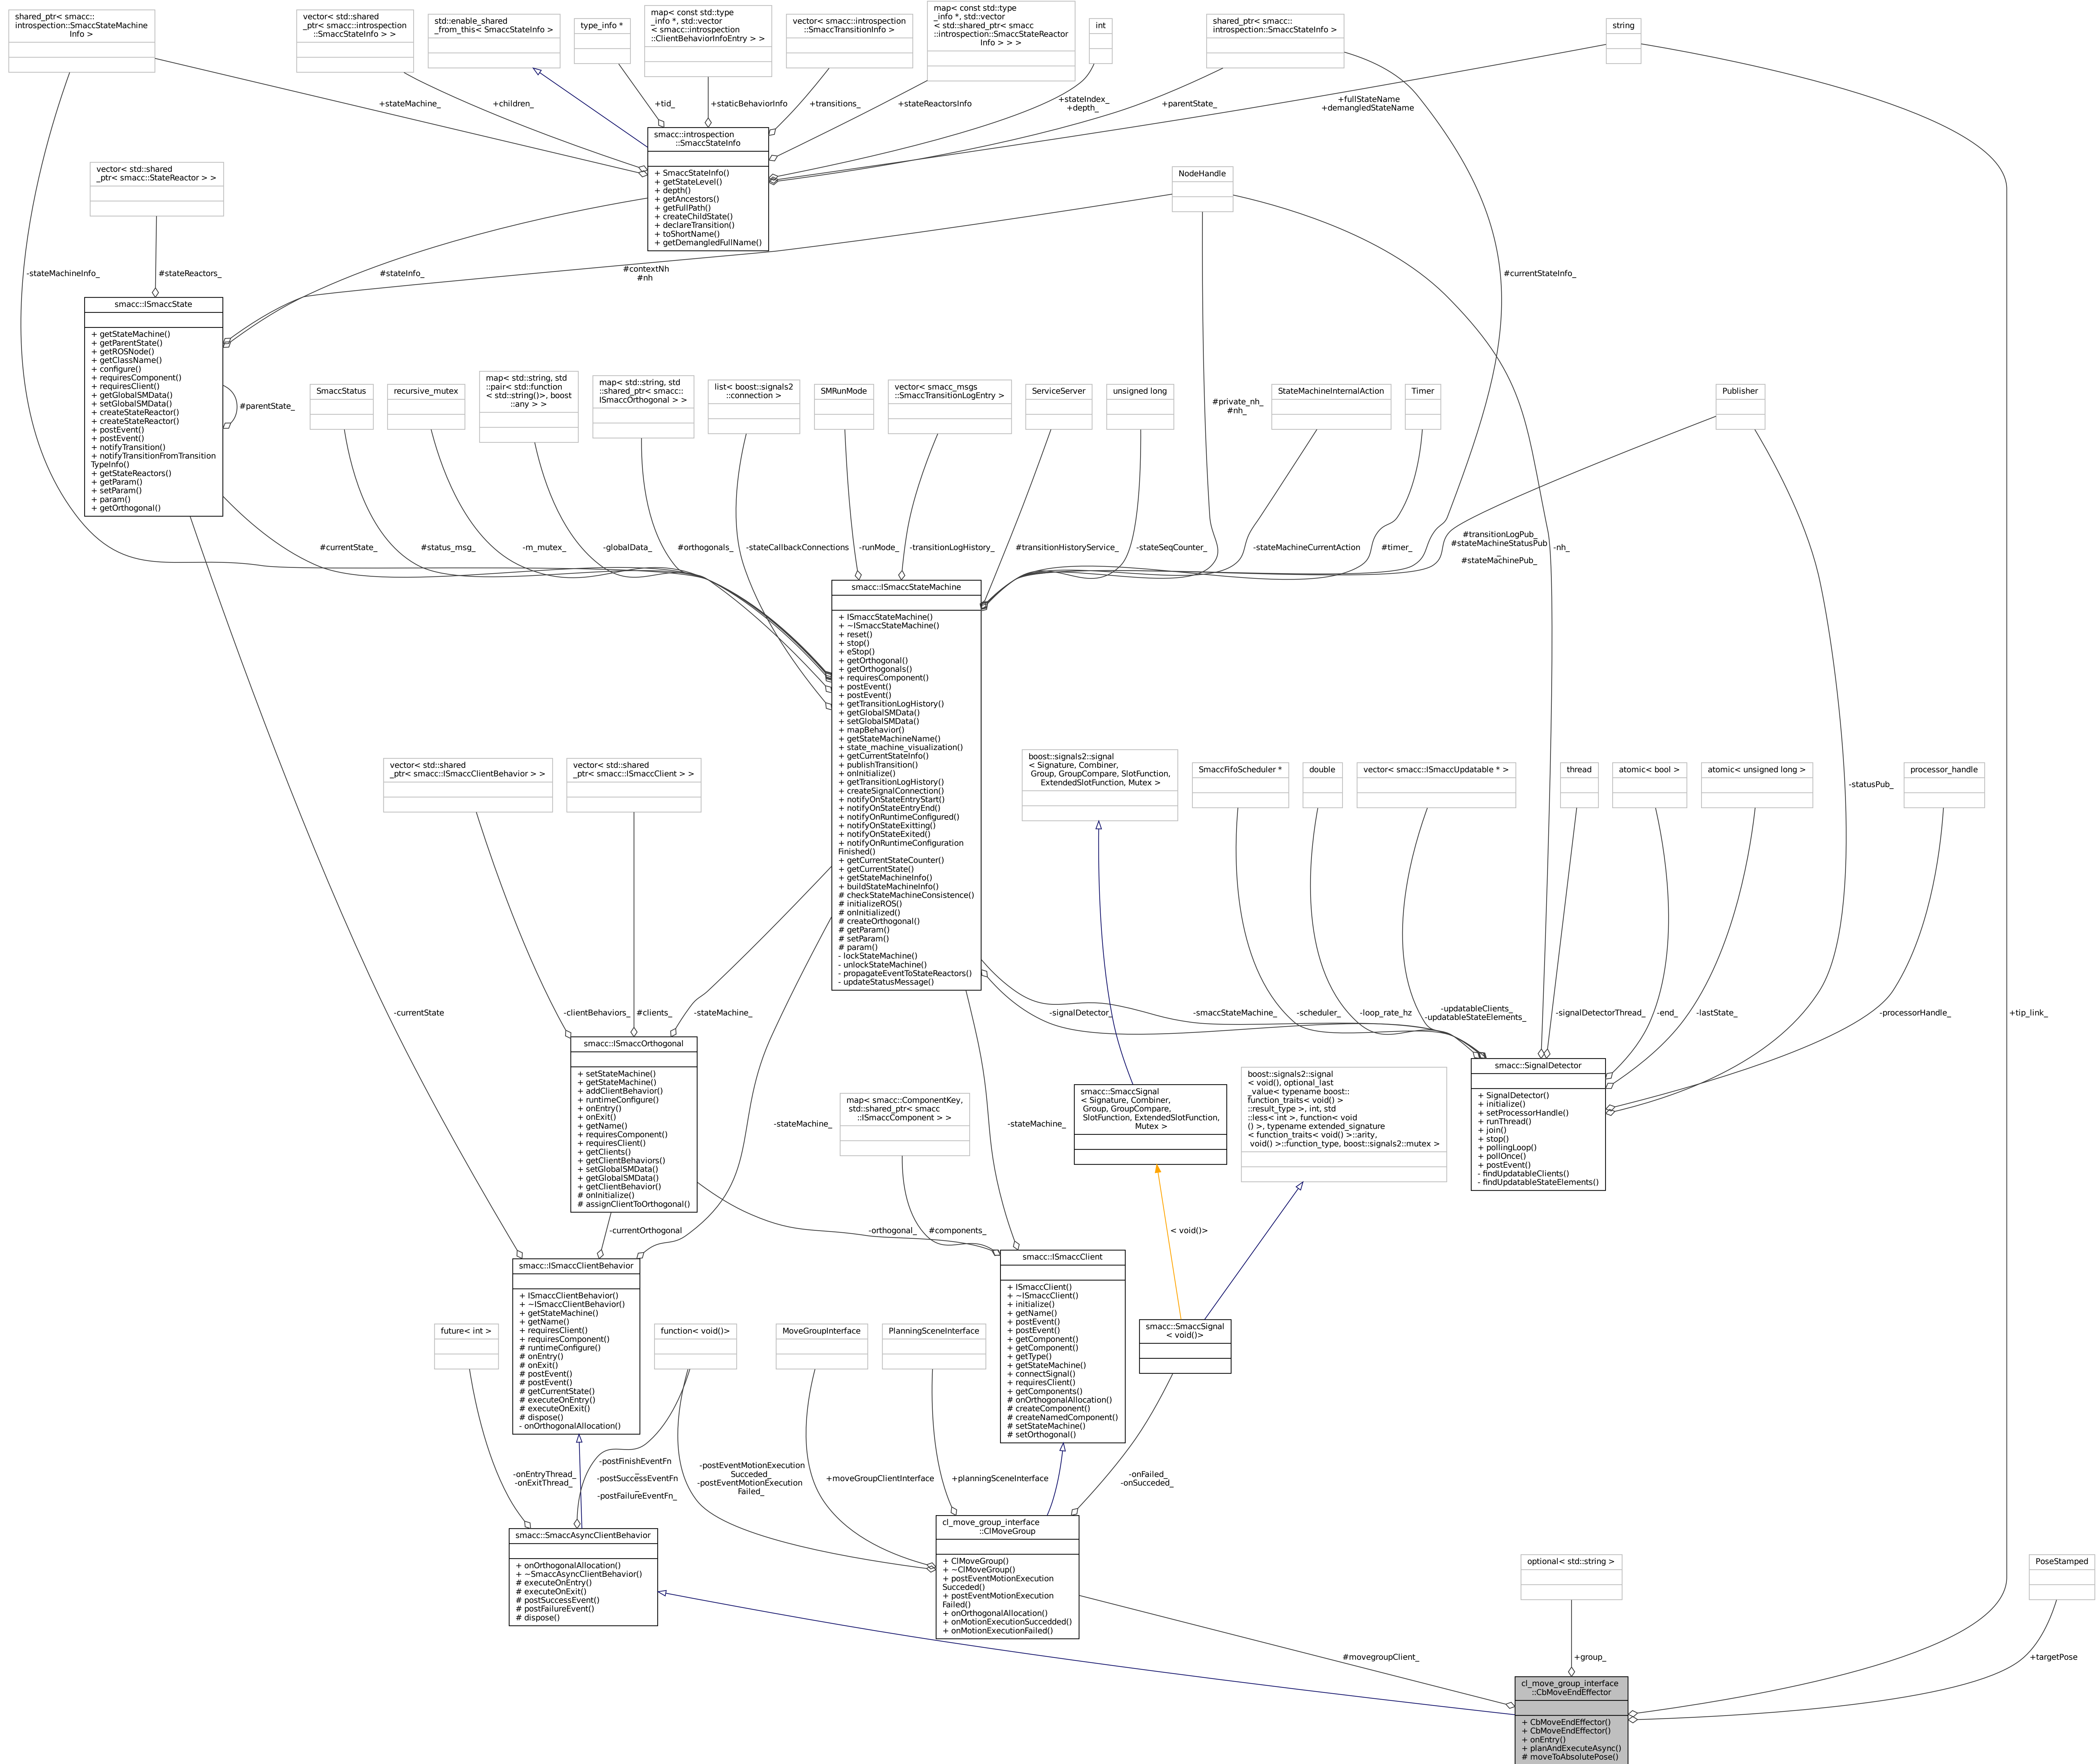 shared_ptr< smacc::
introspection::SmaccStateMachine
Info >
vector< std::shared
_ptr< smacc::introspection
::SmaccStateInfo > >
std::enable_shared
_from_this< SmaccStateInfo >
type_info *
map< const std::type
_info *, std::vector
< smacc::introspection
::ClientBehaviorInfoEntry > >
vector< smacc::introspection
::SmaccTransitionInfo >
map< const std::type
_info *, std::vector
< std::shared_ptr< smacc
::introspection::SmaccStateReactor
Info > > >
int
shared_ptr< smacc::
introspection::SmaccStateInfo >
string
+stateMachine_
+children_
+tid_
+staticBehaviorInfo
+transitions_
+stateReactorsInfo
+stateIndex_
+depth_
+parentState_
+fullStateName
+demangledStateName
smacc::introspection
::SmaccStateInfo
+ SmaccStateInfo()
+ getStateLevel()
+ depth()
+ getAncestors()
+ getFullPath()
+ createChildState()
+ declareTransition()
+ toShortName()
+ getDemangledFullName()
vector< std::shared
_ptr< smacc::StateReactor > >
NodeHandle
-stateMachineInfo_
#stateReactors_
#stateInfo_
#contextNh
#nh
#currentStateInfo_
smacc::ISmaccState
+ getStateMachine()
+ getParentState()
+ getROSNode()
+ getClassName()
+ configure()
+ requiresComponent()
+ requiresClient()
+ getGlobalSMData()
+ setGlobalSMData()
+ createStateReactor()
+ createStateReactor()
+ postEvent()
+ postEvent()
+ notifyTransition()
+ notifyTransitionFromTransition
TypeInfo()
+ getStateReactors()
+ getParam()
+ setParam()
+ param()
+ getOrthogonal()
#parentState_
SmaccStatus
recursive_mutex
map< std::string, std
::pair< std::function
< std::string()>, boost
::any > >
map< std::string, std
::shared_ptr< smacc::
ISmaccOrthogonal > >
list< boost::signals2
::connection >
SMRunMode
vector< smacc_msgs
::SmaccTransitionLogEntry >
ServiceServer
unsigned long
#private_nh_
#nh_
StateMachineInternalAction
Timer
Publisher
#currentState_
#status_msg_
-m_mutex_
-globalData_
#orthogonals_
-stateCallbackConnections
-runMode_
-transitionLogHistory_
#transitionHistoryService_
-stateSeqCounter_
-stateMachineCurrentAction
#timer_
#transitionLogPub_
#stateMachineStatusPub
_
#stateMachinePub_
-nh_
smacc::ISmaccStateMachine
+ ISmaccStateMachine()
+ ~ISmaccStateMachine()
+ reset()
+ stop()
+ eStop()
+ getOrthogonal()
+ getOrthogonals()
+ requiresComponent()
+ postEvent()
+ postEvent()
+ getTransitionLogHistory()
+ getGlobalSMData()
+ setGlobalSMData()
+ mapBehavior()
+ getStateMachineName()
+ state_machine_visualization()
+ getCurrentStateInfo()
+ publishTransition()
+ onInitialize()
+ getTransitionLogHistory()
+ createSignalConnection()
+ notifyOnStateEntryStart()
+ notifyOnStateEntryEnd()
+ notifyOnRuntimeConfigured()
+ notifyOnStateExitting()
+ notifyOnStateExited()
+ notifyOnRuntimeConfiguration
Finished()
+ getCurrentStateCounter()
+ getCurrentState()
+ getStateMachineInfo()
+ buildStateMachineInfo()
# checkStateMachineConsistence()
# initializeROS()
# onInitialized()
# createOrthogonal()
# getParam()
# setParam()
# param()
- lockStateMachine()
- unlockStateMachine()
- propagateEventToStateReactors()
- updateStatusMessage()
vector< std::shared
_ptr< smacc::ISmaccClientBehavior > >
vector< std::shared
_ptr< smacc::ISmaccClient > >
boost::signals2::signal
< Signature, Combiner,
Group, GroupCompare, SlotFunction,
ExtendedSlotFunction, Mutex >
SmaccFifoScheduler *
double
vector< smacc::ISmaccUpdatable * >
thread
atomic< bool >
atomic< unsigned long >
-statusPub_
processor_handle
-currentState
-clientBehaviors_
#clients_
-stateMachine_
-signalDetector_
-smaccStateMachine_
-scheduler_
-loop_rate_hz
-updatableClients_
-updatableStateElements_
-signalDetectorThread_
-end_
-lastState_
-processorHandle_
+tip_link_
smacc::ISmaccOrthogonal
+ setStateMachine()
+ getStateMachine()
+ addClientBehavior()
+ runtimeConfigure()
+ onEntry()
+ onExit()
+ getName()
+ requiresComponent()
+ requiresClient()
+ getClients()
+ getClientBehaviors()
+ setGlobalSMData()
+ getGlobalSMData()
+ getClientBehavior()
# onInitialize()
# assignClientToOrthogonal()
smacc::SignalDetector
+ SignalDetector()
+ initialize()
+ setProcessorHandle()
+ runThread()
+ join()
+ stop()
+ pollingLoop()
+ pollOnce()
+ postEvent()
- findUpdatableClients()
- findUpdatableStateElements()
-stateMachine_
map< smacc::ComponentKey,
std::shared_ptr< smacc
::ISmaccComponent > >
-stateMachine_
smacc::SmaccSignal
< Signature, Combiner,
Group, GroupCompare,
SlotFunction, ExtendedSlotFunction,
Mutex >
boost::signals2::signal
< void(), optional_last
_value< typename boost::
function_traits< void() >
::result_type >, int, std
::less< int >, function< void
() >, typename extended_signature
< function_traits< void() >::arity,
void() >::function_type, boost::signals2::mutex >
-currentOrthogonal
-orthogonal_
#components_
< void()>
smacc::ISmaccClientBehavior
+ ISmaccClientBehavior()
+ ~ISmaccClientBehavior()
+ getStateMachine()
+ getName()
+ requiresClient()
+ requiresComponent()
# runtimeConfigure()
# onEntry()
# onExit()
# postEvent()
# postEvent()
# getCurrentState()
# executeOnEntry()
# executeOnExit()
# dispose()
- onOrthogonalAllocation()
smacc::ISmaccClient
+ ISmaccClient()
+ ~ISmaccClient()
+ initialize()
+ getName()
+ postEvent()
+ postEvent()
+ getComponent()
+ getComponent()
+ getType()
+ getStateMachine()
+ connectSignal()
+ requiresClient()
+ getComponents()
# onOrthogonalAllocation()
# createComponent()
# createNamedComponent()
# setStateMachine()
# setOrthogonal()
smacc::SmaccSignal
< void()>
future< int >
function< void()>
MoveGroupInterface
PlanningSceneInterface
-onEntryThread_
-onExitThread_
-postFinishEventFn
_
-postSuccessEventFn
_
-postFailureEventFn_
-postEventMotionExecution
Succeded_
-postEventMotionExecution
Failed_
+moveGroupClientInterface
+planningSceneInterface
-onFailed_
-onSucceded_
smacc::SmaccAsyncClientBehavior
+ onOrthogonalAllocation()
+ ~SmaccAsyncClientBehavior()
# executeOnEntry()
# executeOnExit()
# postSuccessEvent()
# postFailureEvent()
# dispose()
cl_move_group_interface
::ClMoveGroup
+ ClMoveGroup()
+ ~ClMoveGroup()
+ postEventMotionExecution
Succeded()
+ postEventMotionExecution
Failed()
+ onOrthogonalAllocation()
+ onMotionExecutionSuccedded()
+ onMotionExecutionFailed()
optional< std::string >
PoseStamped
#movegroupClient_
+group_
+targetPose
cl_move_group_interface
::CbMoveEndEffector
+ CbMoveEndEffector()
+ CbMoveEndEffector()
+ onEntry()
+ planAndExecuteAsync()
# moveToAbsolutePose()